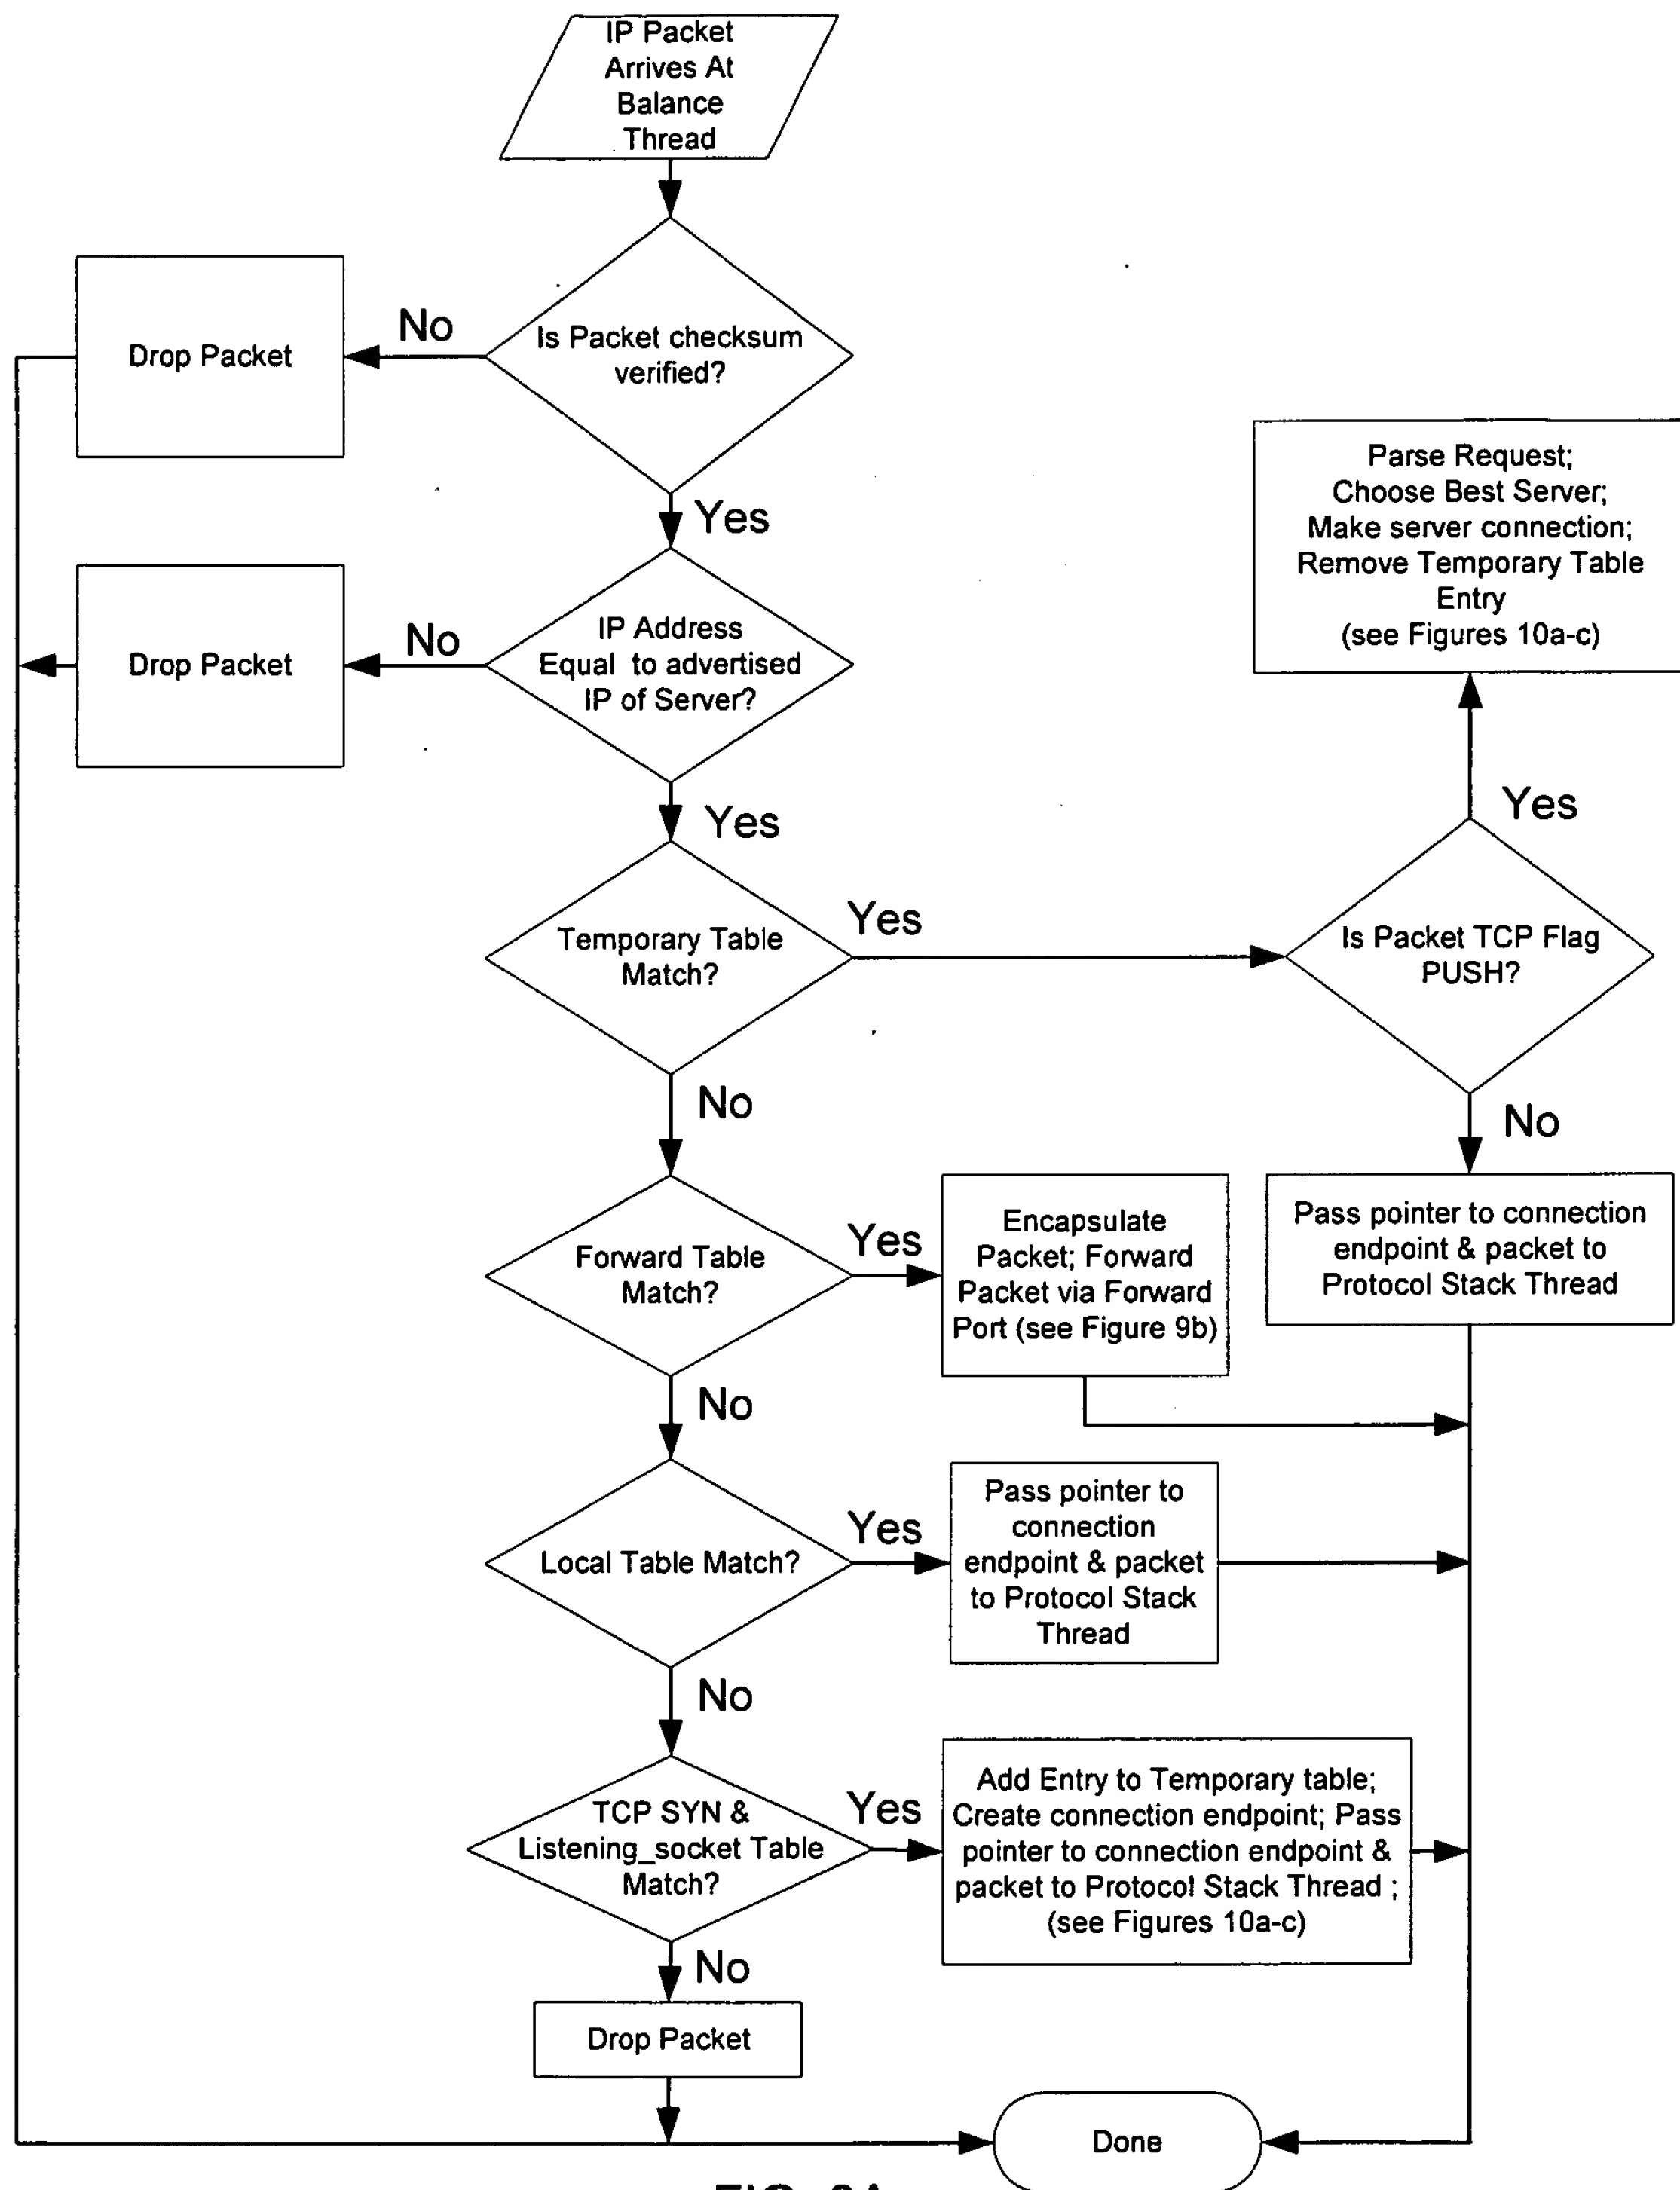 IP Packet
Arrives At
Balance
Thread
Is Packet checksum
verified?
No
Drop Packet
Yes
IP Address
Equal to advertised
IP of Server?
No
Drop Packet
Yes
Temporary Table
Match?
Yes
Is Packet TCP Flag
PUSH?
Yes
Parse Request;
Choose Best Server;
Make server connection;
Remove Temporary Table
Entry
(see Figures 10a-c)
No
Pass pointer to connection
endpoint & packet to
Protocol Stack Thread
No
Forward Table
Match?
Yes
Encapsulate
Packet; Forward
Packet via Forward
Port (see Figure 9b)
No
Local Table Match?
Yes
Pass pointer to
connection
endpoint & packet
to Protocol Stack
Thread
No
TCP SYN &
Listening_socket Table
Match?
Yes
Add Entry to Temporary table;
Create connection endpoint; Pass
pointer to connection endpoint &
packet to Protocol Stack Thread ;
(see Figures 10a-c)
No
Drop Packet
Done